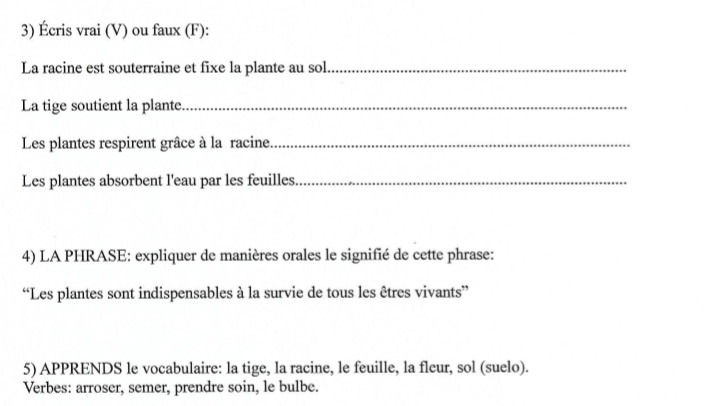 3) Écris vrai (V) ou faux (F):
La racine est souterraine et fixe la plante au sol...............................................................................
La tige soutient la plante...............................................................................................................
Les plantes respirent grâce à la  racine..........................................................................................
Les plantes absorbent l'eau par les feuilles...................................................................................
4) LA PHRASE: expliquer de manières orales le signifié de cette phrase:
“Les plantes sont indispensables à la survie de tous les êtres vivants”
5) APPRENDS le vocabulaire: la tige, la racine, le feuille, la fleur, sol (suelo).
Verbes: arroser, semer, prendre soin, le bulbe.